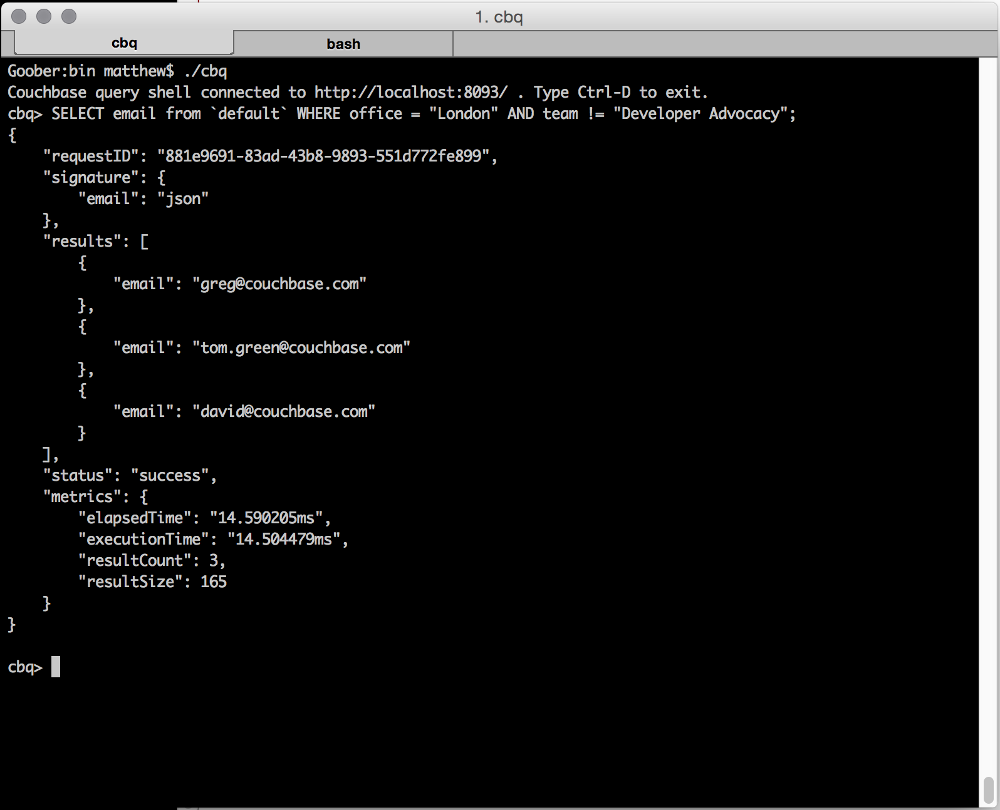 1. cbq
cbq bash
Goober:bin matthew$ ./cbq
Couchbase query shell connected to http://localhost:8093/ . Type Ctrl-D to exit.
cbq> SELECT email from `default` WHERE office = "London" AND team != "Developer Advocacy";
{
    "requestID": "881e9691-83ad-43b8-9893-551d772fe899",
    "signature": {
        "email": "json"
    },
    "results": [
        {
            "email": "greg@couchbase.com"
        },
        {
            "email": "tom.green@couchbase.com"
        },
        {
            "email": "david@couchbase.com"
        }
    ],
    "status": "success",
    "metrics": {
        "elapsedTime": "14.590205ms",
        "executionTime": "14.504479ms",
        "resultCount": 3,
        "resultSize": 165
    }
}
cbq>